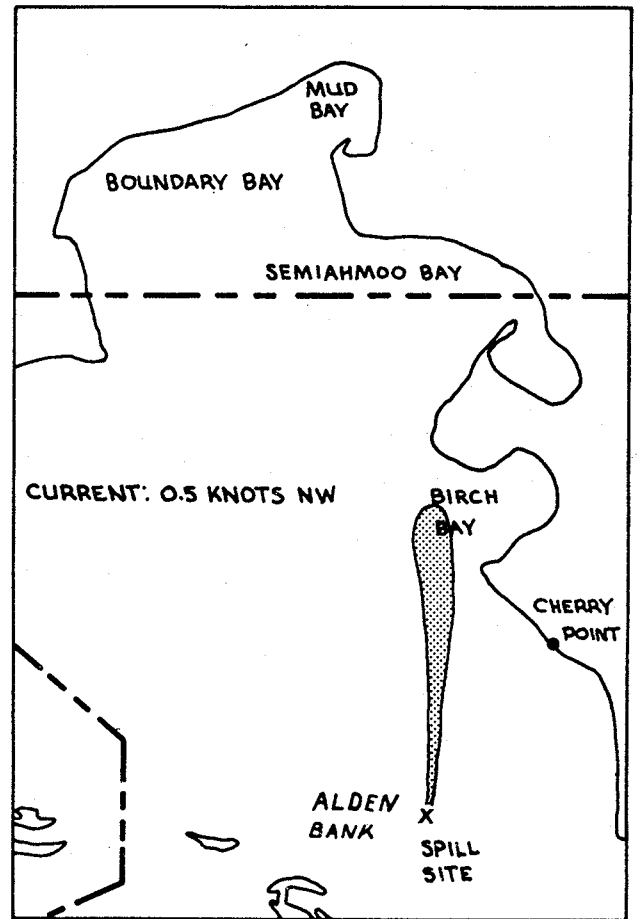 MUD
BAY
BOUNDARY BAY
SEMIAHMOO BAY
CURRENT: 0.5 KNOTS NW
BIRCH
BAY
CHERRY
POINT
ALDEN
BANK
X
SPILL
SITE